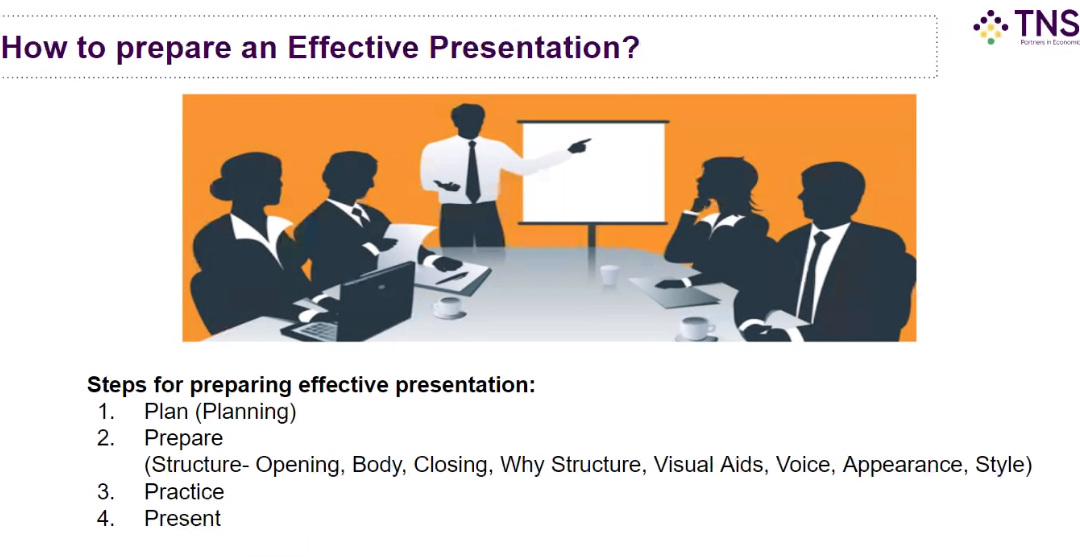 How to prepare an Effective Presentation?
TNS
Partners in Economic
Steps for preparing effective presentation:
1. Plan (Planning)
2. Prepare
(Structure- Opening, Body, Closing, Why Structure, Visual Aids, Voice, Appearance, Style)
3. Practice
4. Present